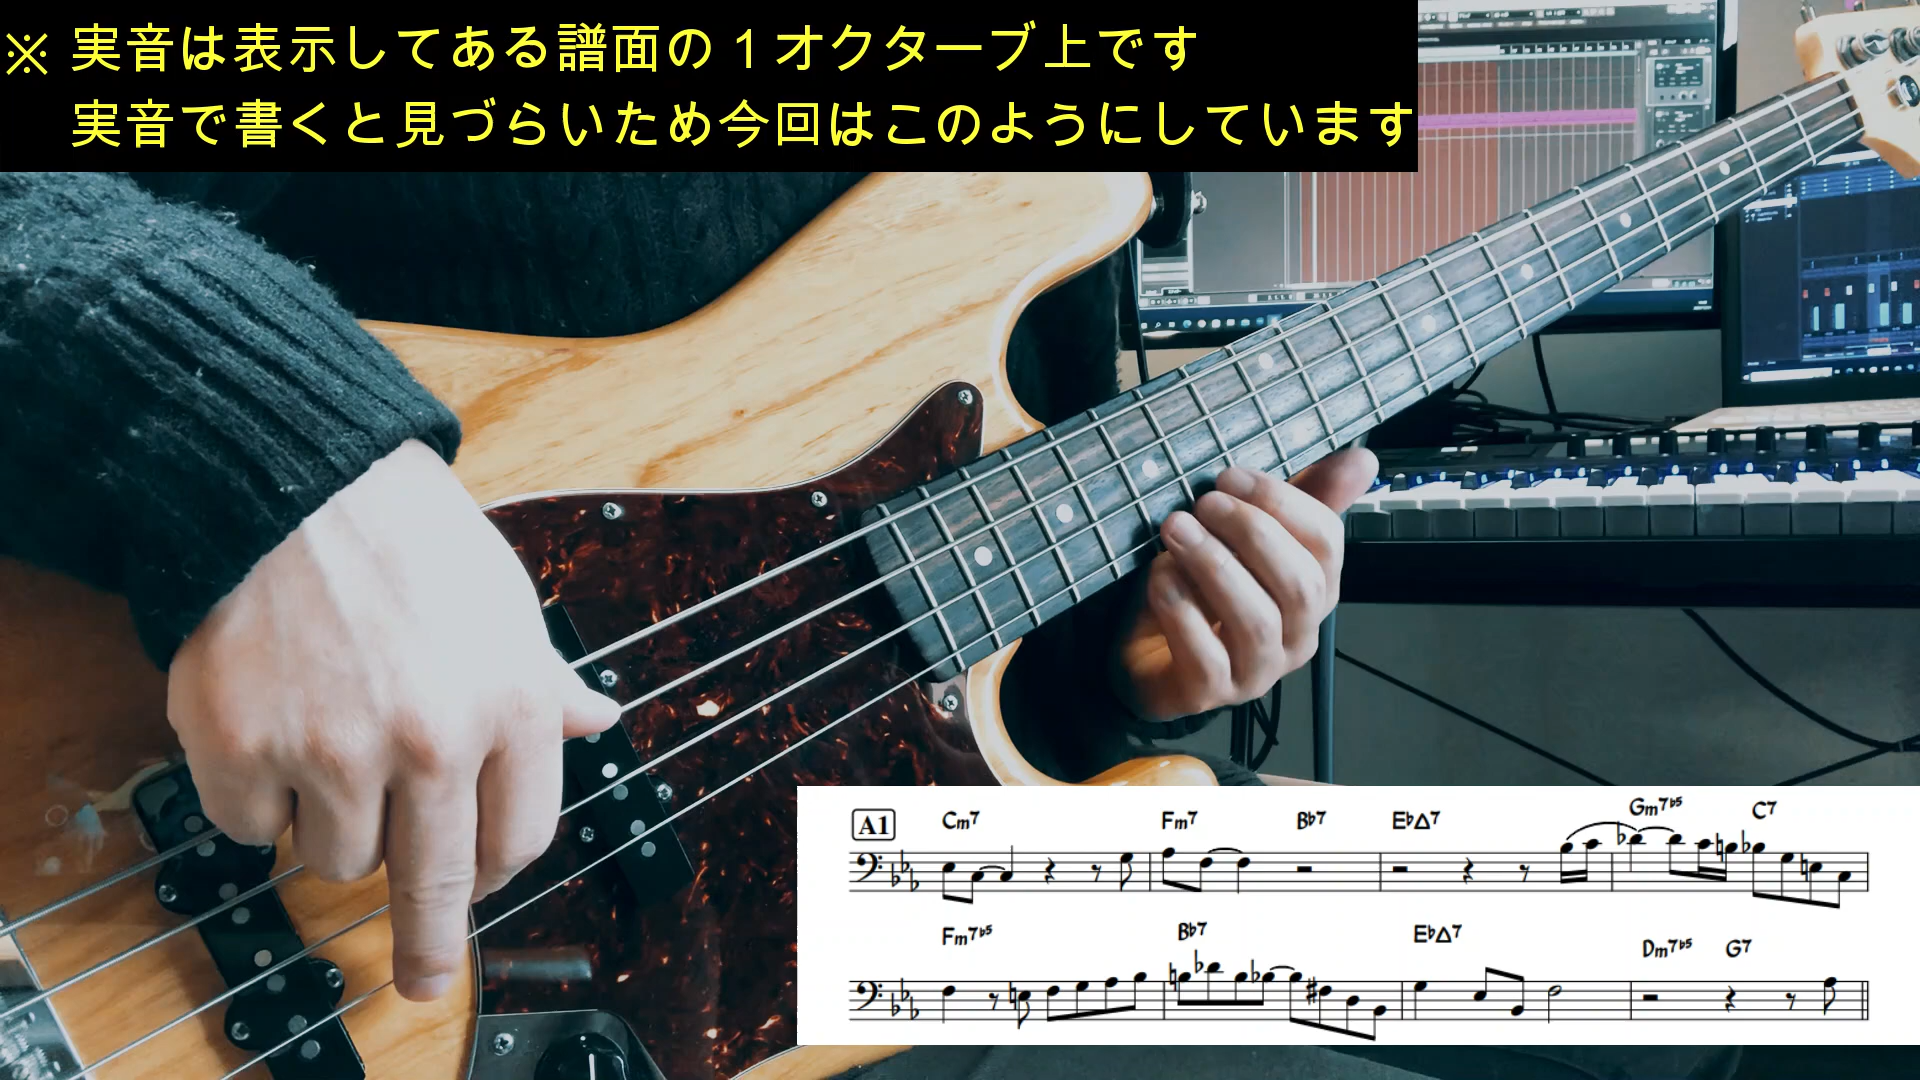 ※ 実音は表示してある譜面の１オクターブ上です
実音で書くと見づらいため今回はこのようにしています
A1 Cm7 Fm7 B♭7 E♭△7 Gm7♭5 C7
Fm7♭5 B♭7 E♭△7 Dm7♭5 G7